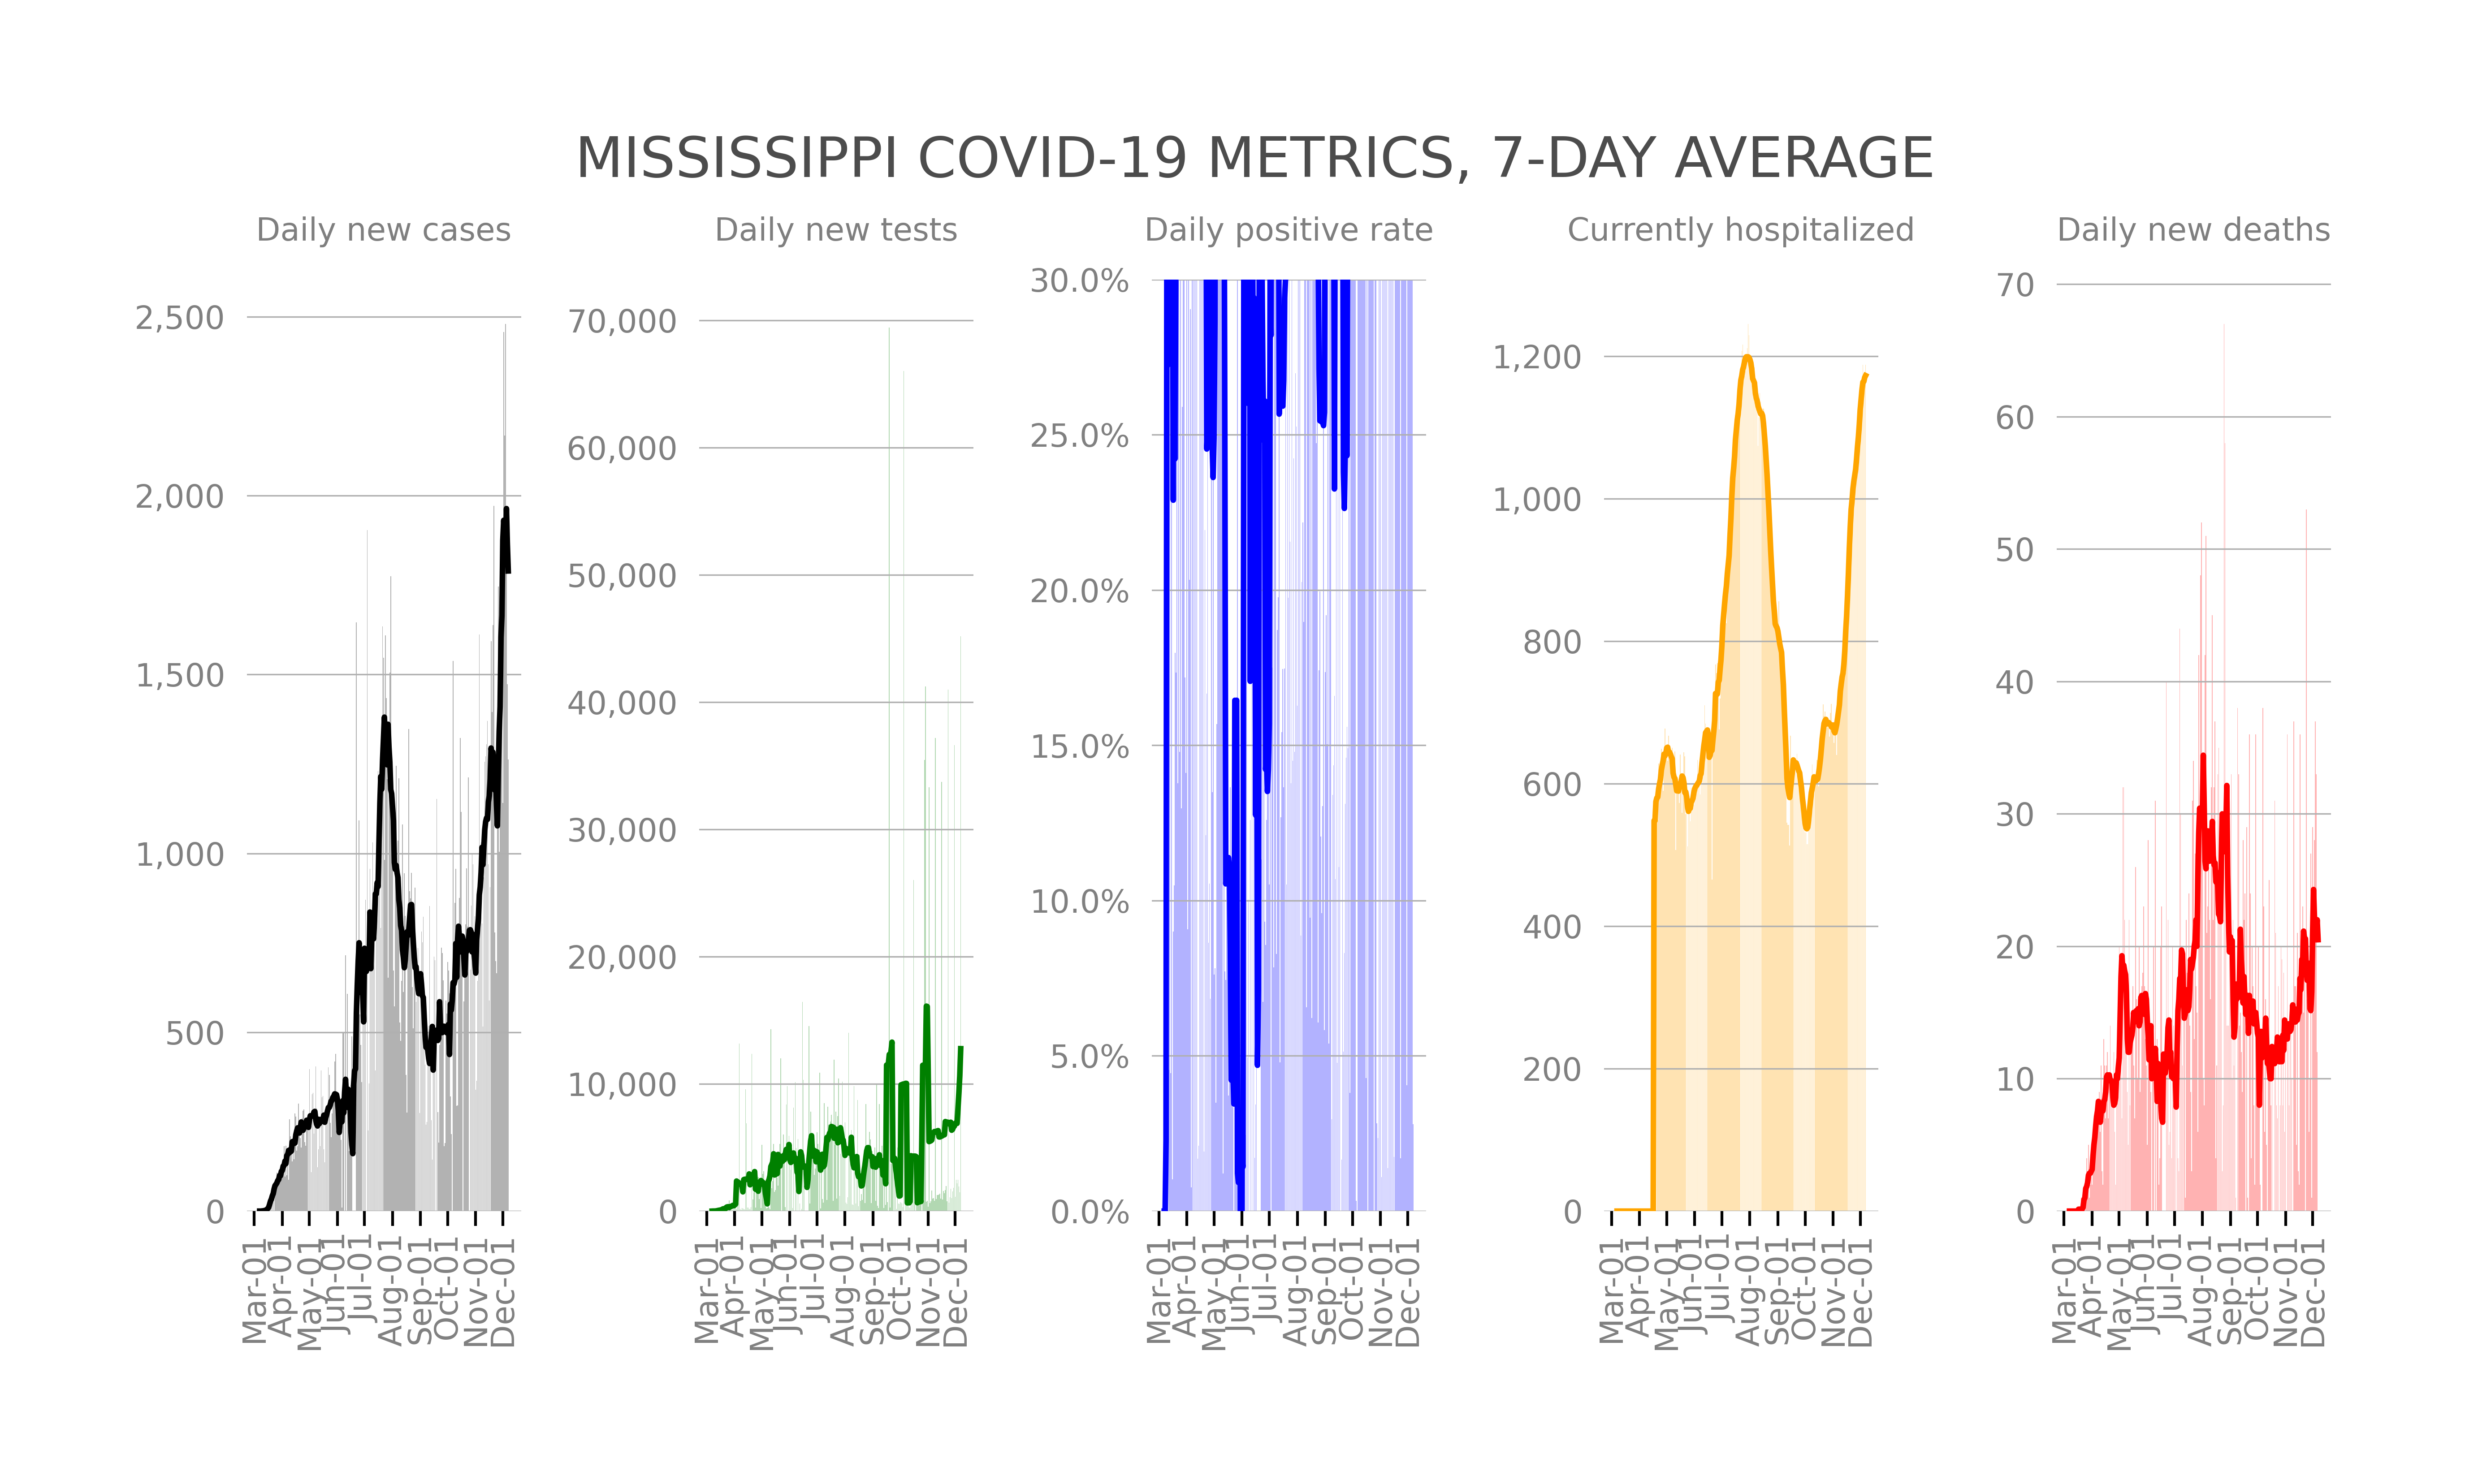 MISSISSIPPI COVID-19 METRICS, 7-DAY AVERAGE
Daily new cases
2,500
2,000
1,500
1,000
500
0
Mar-01
Apr-01
May-01
Jun-01
Jul-01
Aug-01
Sep-01
Oct-01
Nov-01
Dec-01
Daily new tests
70,000
60,000
50,000
40,000
30,000
20,000
10,000
0
Mar-01
Apr-01
May-01
Jun-01
Jul-01
Aug-01
Sep-01
Oct-01
Nov-01
Dec-01
Daily positive rate
30.0%
25.0%
20.0%
15.0%
10.0%
5.0%
0.0%
Mar-01
Apr-01
May-01
Jun-01
Jul-01
Aug-01
Sep-01
Oct-01
Nov-01
Dec-01
Currently hospitalized
1,200
1,000
800
600
400
200
0
Mar-01
Apr-01
May-01
Jun-01
Jul-01
Aug-01
Sep-01
Oct-01
Nov-01
Dec-01
Daily new deaths
70
60
50
40
30
20
10
0
Mar-01
Apr-01
May-01
Jun-01
Jul-01
Aug-01
Sep-01
Oct-01
Nov-01
Dec-01